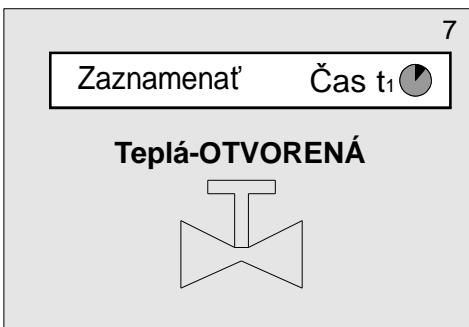 7
Zaznamenať Čas t₁
Teplá-OTVORENÁ